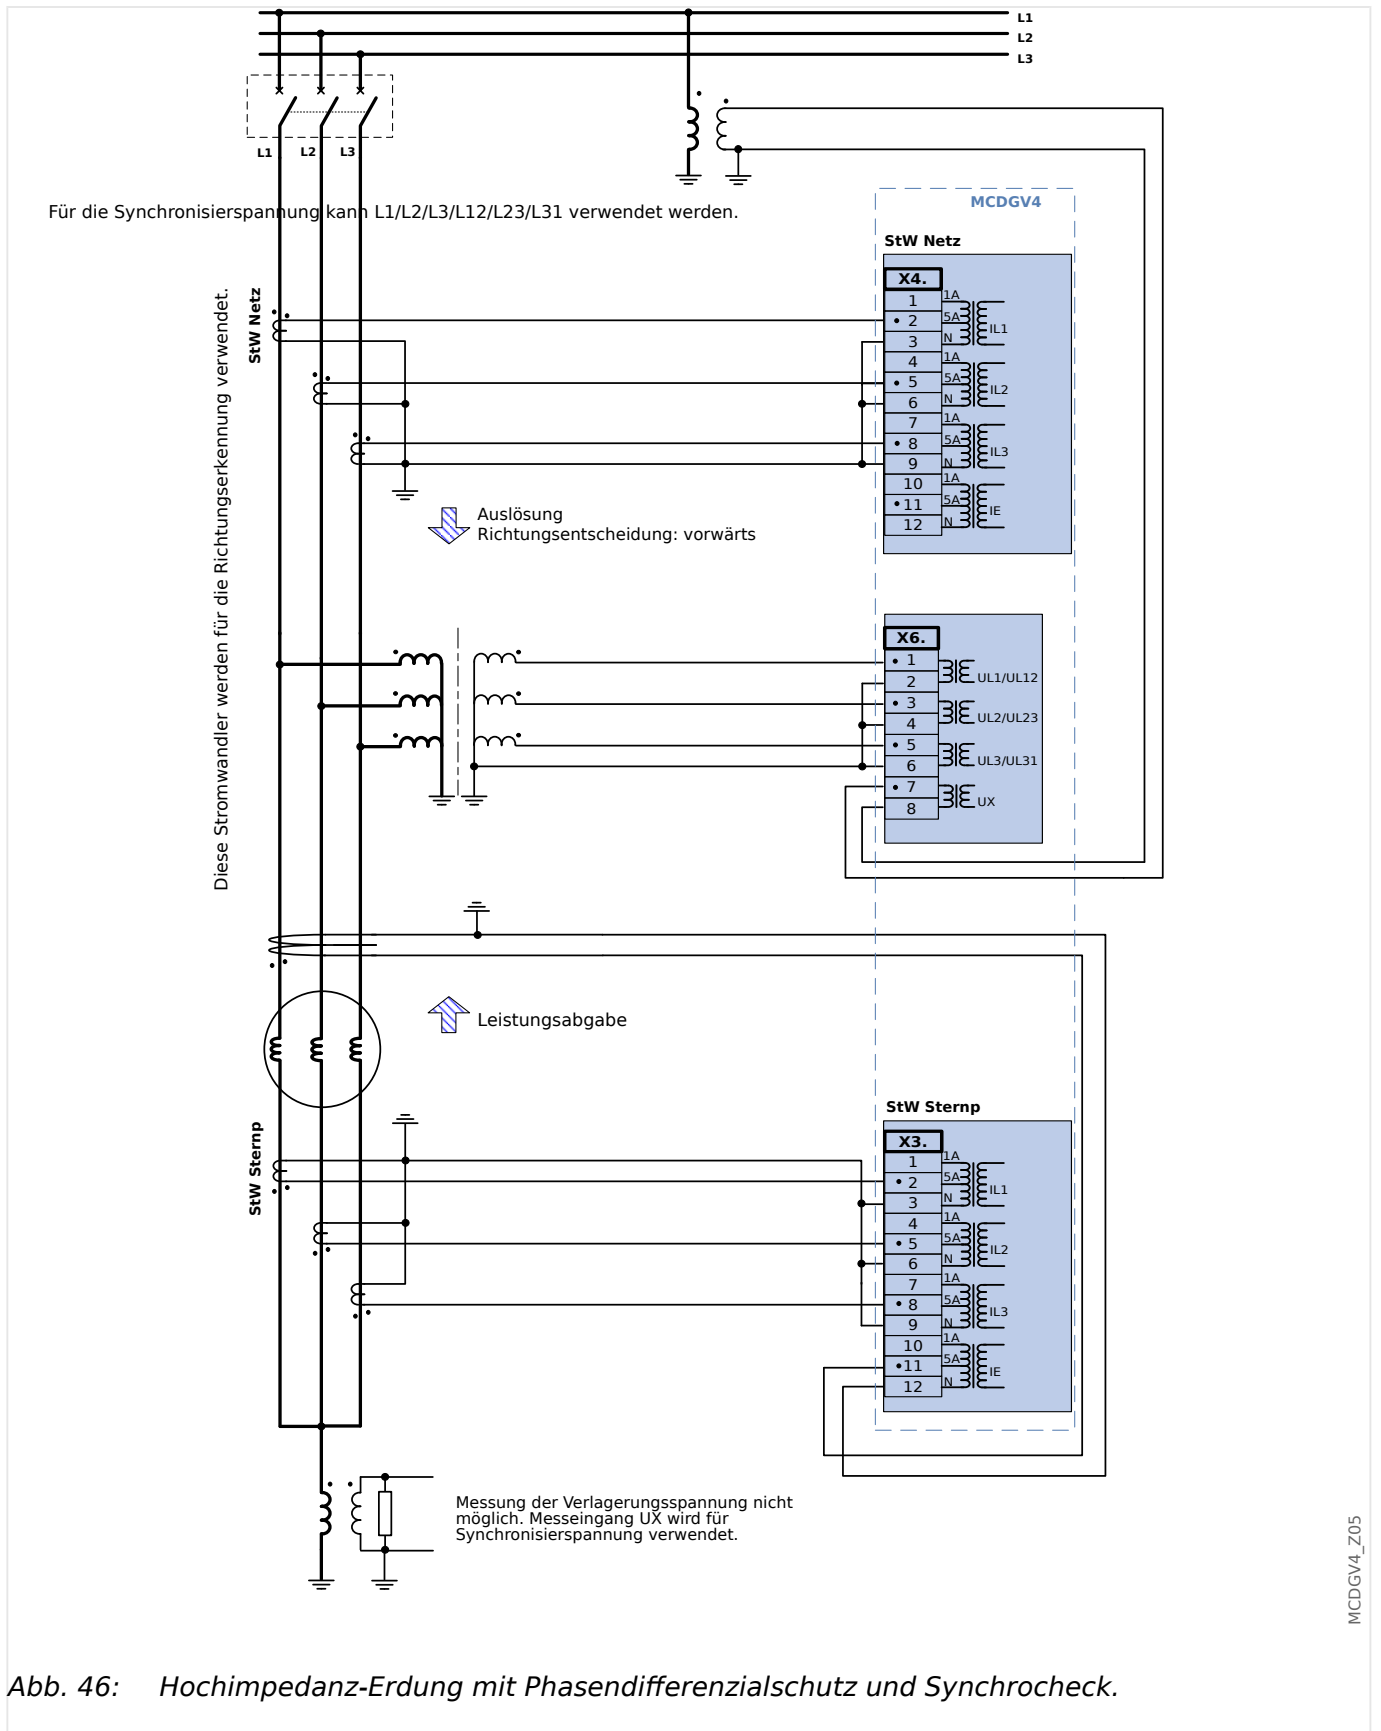 L1
L2
L3
L1
L2
L3
Für die Synchronisierspannung kann L1/L2/L3/L12/L23/L31 verwendet werden.
MCDGV4
StW Netz
X4.
1
2
3
4
5
6
7
8
9
10
11
12
1A
5A
N
IL1
1A
5A
N
IL2
1A
5A
N
IL3
1A
5A
N
IE
StW Netz
Diese Stromwandler werden für die Richtungserkennung verwendet.
Auslösung
Richtungsentscheidung: vorwärts
X6.
1
2
3
4
5
6
7
8
UL1/UL12
UL2/UL23
UL3/UL31
UX
Leistungsabgabe
StW Sternp
StW Sternp
X3.
1
2
3
4
5
6
7
8
9
10
11
12
1A
5A
N
IL1
1A
5A
N
IL2
1A
5A
N
IL3
1A
5A
N
IE
Messung der Verlagerungsspannung nicht
möglich. Messeingang UX wird für
Synchronisierspannung verwendet.
MCDGV4_Z05
Abb. 46: Hochimpedanz-Erdung mit Phasendifferenzialschutz und Synchrocheck.